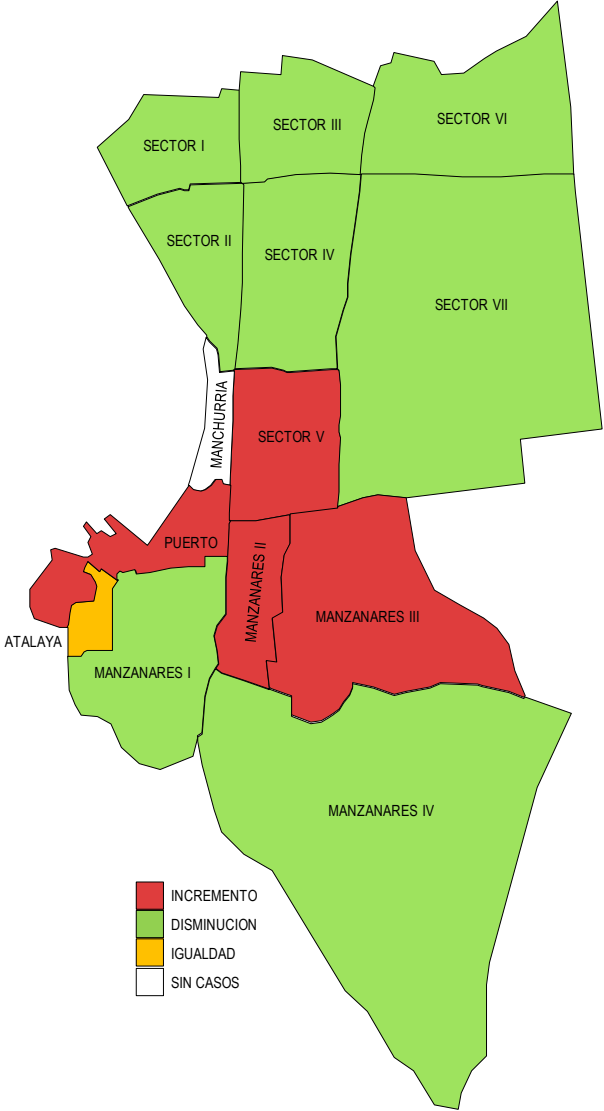 SECTOR VI
SECTOR III
SECTOR I
SECTOR II
SECTOR IV
SECTOR VII
MANCHURRIA
SECTOR V
PUERTO
MANZANARES II
MANZANARES III
ATALAYA
MANZANARES I
MANZANARES IV
INCREMENTO
DISMINUCION
IGUALDAD
SIN CASOS